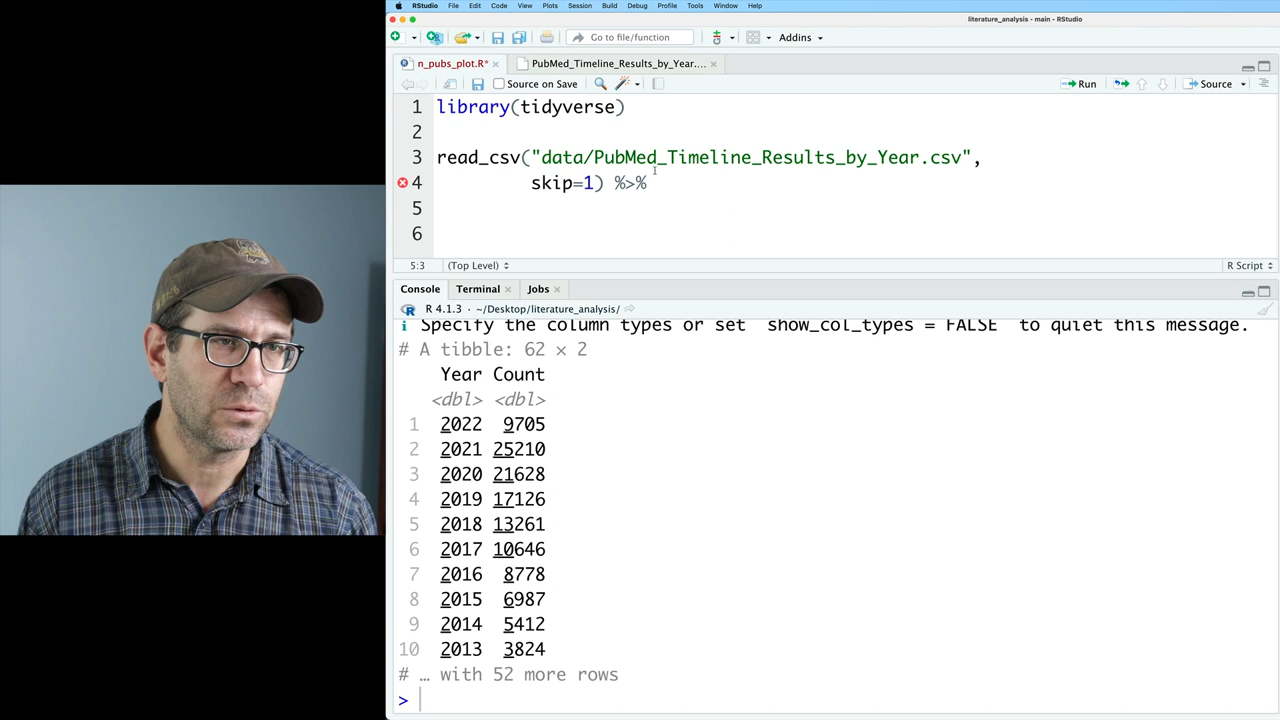 RStudio File Edit Code View Plots Session Build Debug Profile Tools Window Help
literature_analysis - main - RStudio
Go to file/function Addins
n_pubs_plot.R* PubMed_Timeline_Results_by_Year....
Source on Save Run Source
1 library(tidyverse)
2
3 read_csv("data/PubMed_Timeline_Results_by_Year.csv",
4 skip=1) %>%
5
6
5:3 (Top Level) R Script
Console Terminal Jobs
R 4.1.3 · ~/Desktop/literature_analysis/
i Specify the column types or set `show_col_types = FALSE` to quiet this message.
# A tibble: 62 × 2
Year Count
<dbl> <dbl>
1 2022 9705
2 2021 25210
3 2020 21628
4 2019 17126
5 2018 13261
6 2017 10646
7 2016 8778
8 2015 6987
9 2014 5412
10 2013 3824
# … with 52 more rows
>